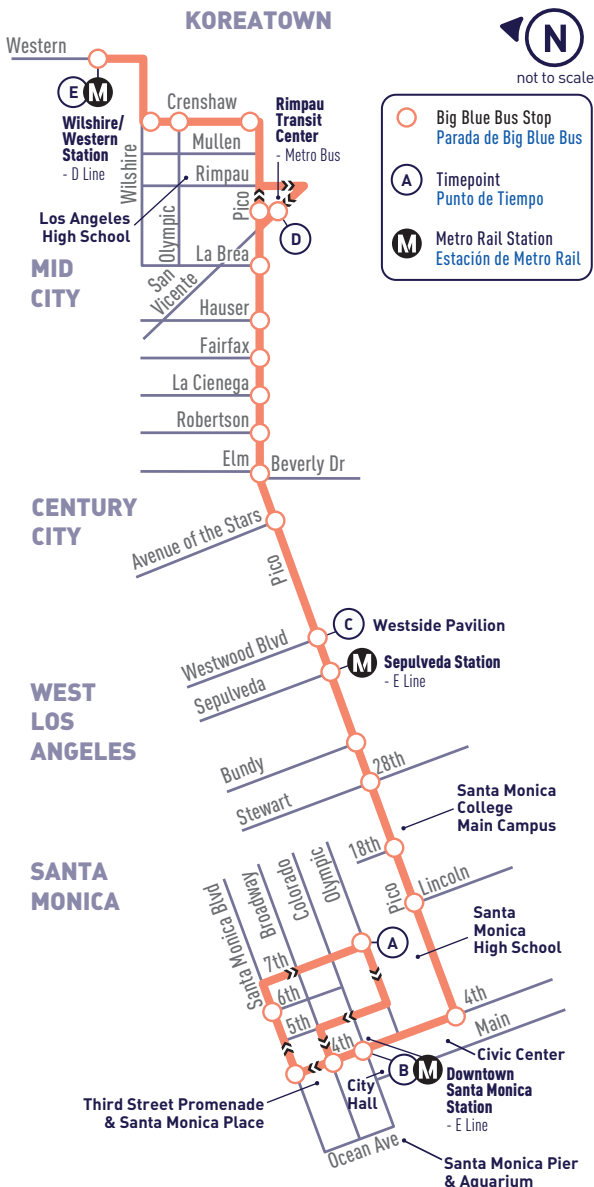 KOREATOWN
N
not to scale
Western
E
M
Wilshire/
Western
Station
- D Line
Crenshaw
Rimpau
Transit
Center
- Metro Bus
Mullen
Rimpau
Wilshire
Olympic
Pico
Los Angeles
High School
D
Big Blue Bus Stop
Parada de Big Blue Bus
A
Timepoint
Punto de Tiempo
M
Metro Rail Station
Estación de Metro Rail
MID
CITY
La Brea
San
Vicente
Hauser
Fairfax
La Cienega
Robertson
Elm
Beverly Dr
CENTURY
CITY
Avenue of the Stars
Pico
C
Westside Pavilion
Westwood Blvd
M
Sepulveda Station
- E Line
Sepulveda
WEST
LOS
ANGELES
Bundy
28th
Stewart
Santa Monica
College
Main Campus
18th
SANTA
MONICA
Pico
Lincoln
Santa Monica Blvd
Broadway
Colorado
Olympic
Santa
Monica
High School
A
7th
6th
5th
4th
4th
Main
Civic Center
B
M
Downtown
Santa Monica
Station
- E Line
City
Hall
Third Street Promenade
& Santa Monica Place
Ocean Ave
Santa Monica Pier
& Aquarium